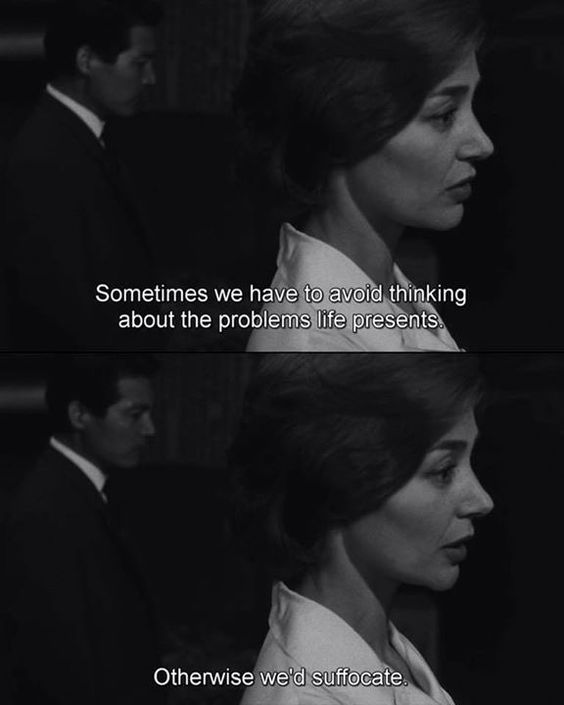 Sometimes we have to avoid thinking
about the problems life presents.
Otherwise we'd suffocate.